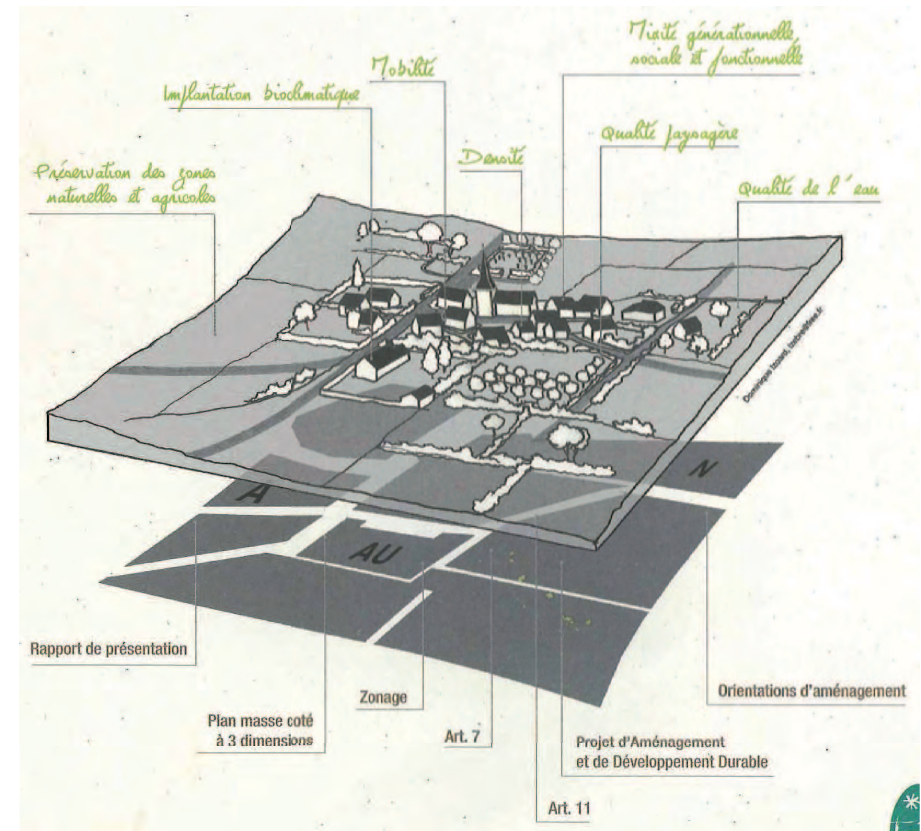 Mixité générationnelle,
sociale et fonctionnelle
Mobilité
Implantation bioclimatique
Qualité paysagère
Densité
Préservation des zones
naturelles et agricoles
Qualité de l'eau
Dominique
N
A
AU
Rapport de présentation
Orientations d'aménagement
Zonage
Plan masse coté
à 3 dimensions
Art. 7
Projet d'Aménagement
et de Développement Durable
Art. 11